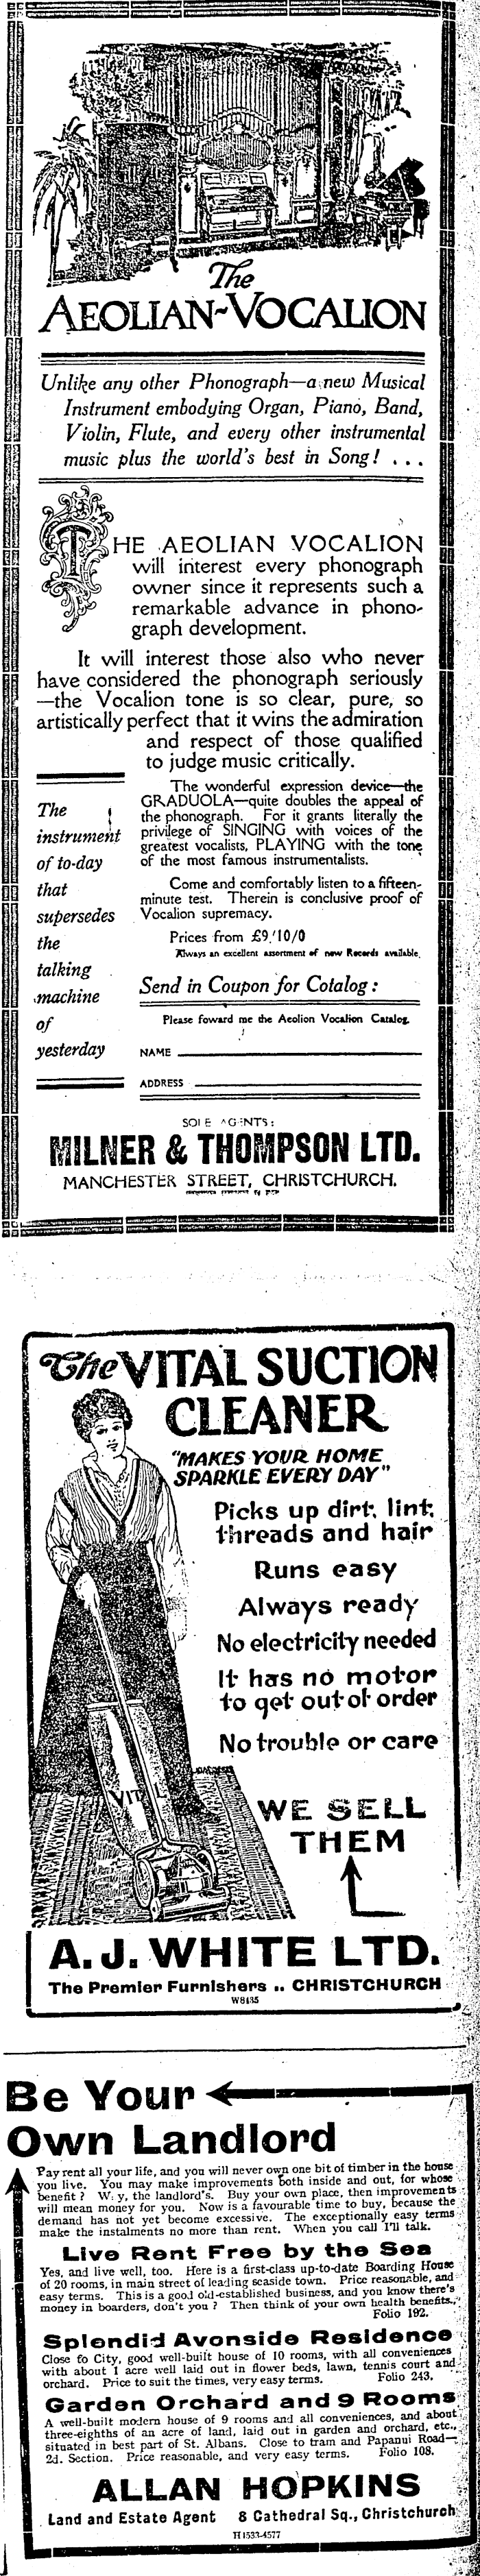 The
AEOLIAN-VOCALION
Unlike any other Phonograph—a new Musical
Instrument embodying Organ, Piano, Band,
Violin, Flute, and every other instrumental
music plus the world's best in Song! . . .
THE AEOLIAN VOCALION
will interest every phonograph
owner since it represents such a
remarkable advance in phono-
graph development.
It will interest those also who never
have considered the phonograph seriously
—the Vocalion tone is so clear, pure, so
artistically perfect that it wins the admiration
and respect of those qualified
to judge music critically.
The
instrument
of to-day
that
supersedes
the
talking
machine
of
yesterday
The wonderful expression device—the
GRADUOLA—quite doubles the appeal of
the phonograph. For it grants literally the
privilege of SINGING with voices of the
greatest vocalists, PLAYING with the tone
of the most famous instrumentalists.
Come and comfortably listen to a fifteen-
minute test. Therein is conclusive proof of
Vocalion supremacy.
Prices from £9/10/0
Always an excellent assortment of new Records available.
Send in Coupon for Cotalog:
Please foward me the Aeolion Vocalion Catalog.
NAME
ADDRESS
SOLE AGENTS:
MILNER & THOMPSON LTD.
MANCHESTER STREET, CHRISTCHURCH.
The VITAL SUCTION
CLEANER
"MAKES YOUR HOME
SPARKLE EVERY DAY"
Picks up dirt, lint,
threads and hair
Runs easy
Always ready
No electricity needed
It has no motor
to get out of order
No trouble or care
VITAL
WE SELL
THEM
A. J. WHITE LTD.
The Premier Furnishers .. CHRISTCHURCH
W8435
Be Your
Own Landlord
Pay rent all your life, and you will never own one bit of timber in the house
you live. You may make improvements both inside and out, for whose
benefit? W y, the landlord's. Buy your own place, then improvements
will mean money for you. Now is a favourable time to buy, because the
demand has not yet become excessive. The exceptionally easy terms
make the instalments no more than rent. When you call I'll talk.
Live Rent Free by the Sea
Yes, and live well, too. Here is a first-class up-to-date Boarding House
of 20 rooms, in main street of leading seaside town. Price reasonable, and
easy terms. This is a good old-established business, and you know there's
money in boarders, don't you? Then think of your own health benefits.
Folio 192.
Splendid Avonside Residence
Close fo City, good well-built house of 10 rooms, with all conveniences
with about 1 acre well laid out in flower beds, lawn, tennis court and
orchard. Price to suit the times, very easy terms. Folio 243.
Garden Orchard and 9 Rooms
A well-built modern house of 9 rooms and all conveniences, and about
three-eighths of an acre of land, laid out in garden and orchard, etc.,
situated in best part of St. Albans. Close to tram and Papanui Road—
2d. Section. Price reasonable, and very easy terms. Folio 108.
ALLAN HOPKINS
Land and Estate Agent 8 Cathedral Sq., Christchurch
H1533-4577